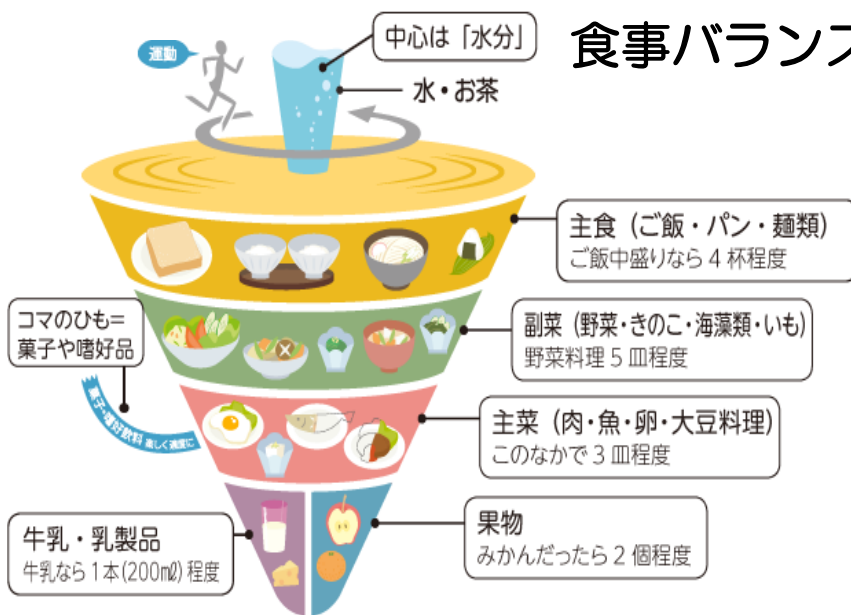 食事バランス
運動
中心は「水分」
水・お茶
主食（ご飯・パン・麺類）
ご飯中盛りなら4杯程度
コマのひも＝
菓子や嗜好品
副菜（野菜・きのこ・海藻類・いも）
野菜料理5皿程度
菓子・嗜好飲料 楽しく適度に
主菜（肉・魚・卵・大豆料理）
このなかで3皿程度
牛乳・乳製品
牛乳なら1本(200㎖)程度
果物
みかんだったら2個程度